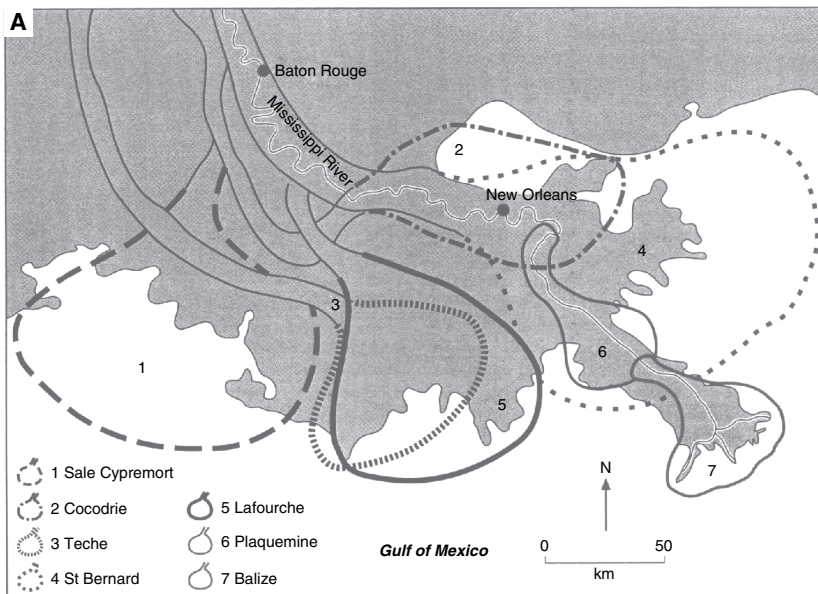 A
Baton Rouge
Mississippi River
2
New Orleans
4
3
1
6
5
7
1 Sale Cypremort
2 Cocodrie
3 Teche
4 St Bernard
5 Lafourche
6 Plaquemine
7 Balize
Gulf of Mexico
N
0 50
km